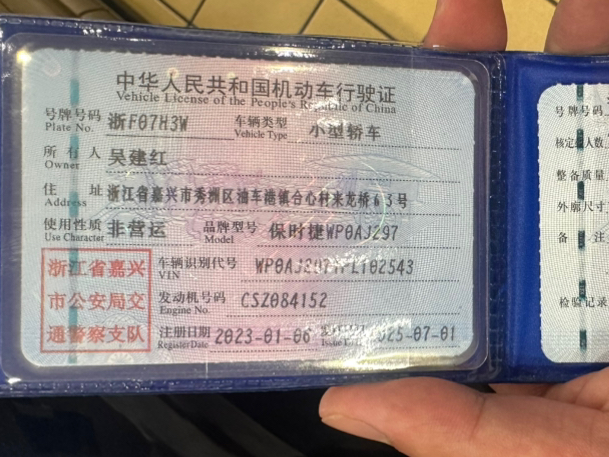 中华人民共和国机动车行驶证
Vehicle License of the People's Republic of China
号牌号码 浙F07H3W 车辆类型 小型轿车
Plate No. Vehicle Type
所有人 吴建红
Owner
住址 浙江省嘉兴市秀洲区油车港镇合心村来龙桥63号
Address
使用性质 非营运 品牌型号 保时捷WP0AJ297
Use Character Model
浙江省嘉兴
市公安局交
通警察支队
车辆识别代号
VIN
发动机号码 CSZ084152
Engine No.
注册日期 2023-01-06 2025-07-01
Register Date
号牌号码
整备质量
外廓尺寸
备注
检验记录